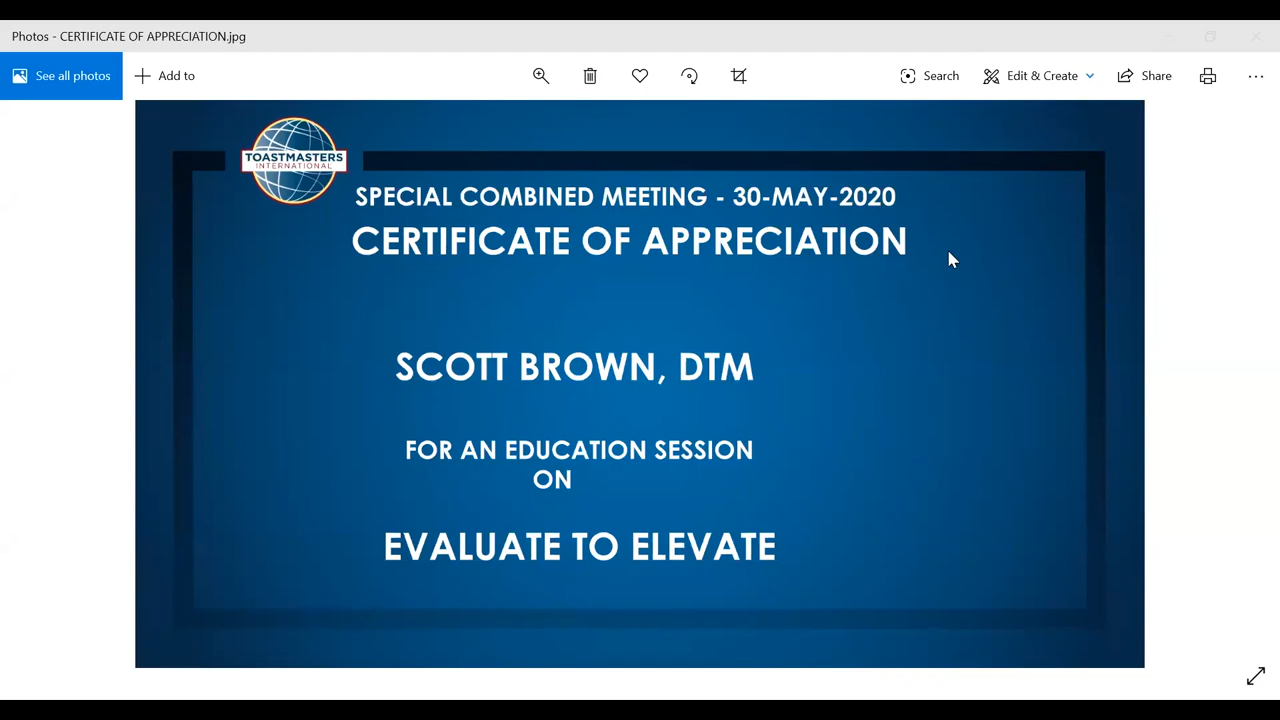 Photos - CERTIFICATE OF APPRECIATION.jpg
See all photos
Add to
Search
Edit & Create
Share
TOASTMASTERS
INTERNATIONAL
SPECIAL COMBINED MEETING - 30-MAY-2020
CERTIFICATE OF APPRECIATION
SCOTT BROWN, DTM
FOR AN EDUCATION SESSION
ON
EVALUATE TO ELEVATE